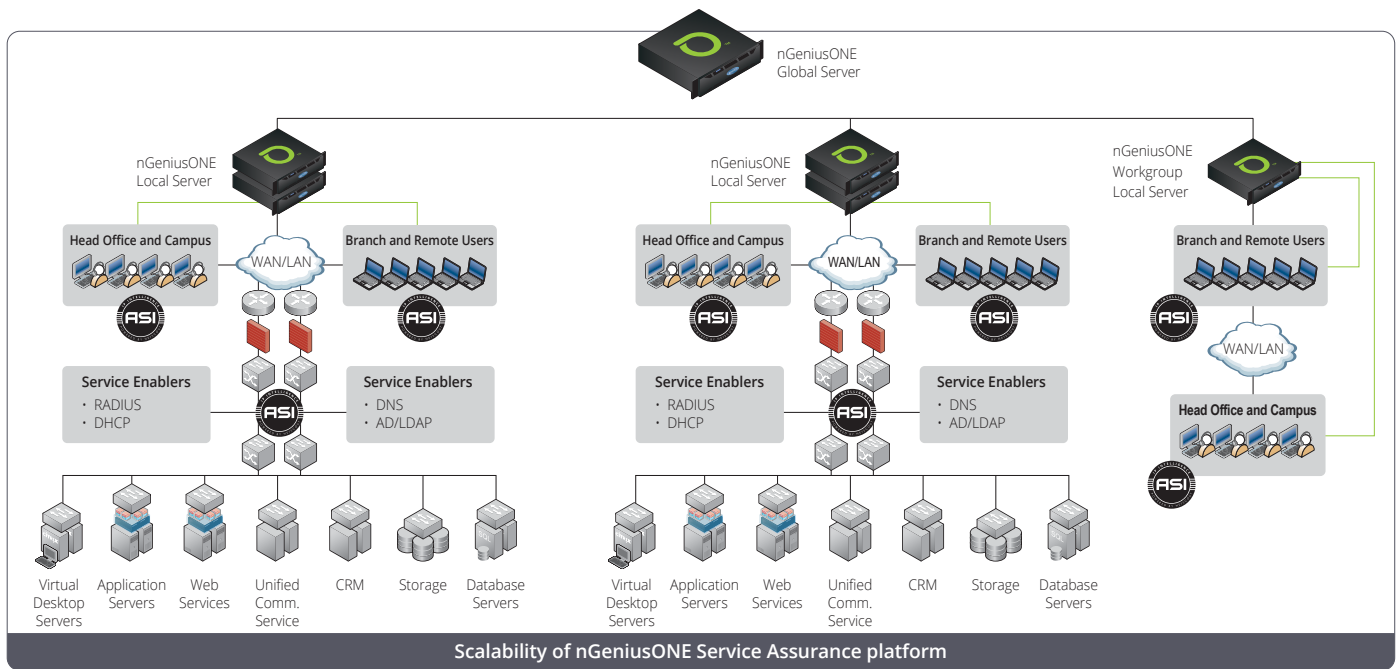 nGeniusONE
Global Server
nGeniusONE
Local Server
Head Office and Campus
WAN/LAN
Branch and Remote Users
ASI
ASI
Service Enablers
• RADIUS
• DHCP
ASI
Service Enablers
• DNS
• AD/LDAP
Virtual
Desktop
Servers
Application
Servers
Web
Services
Unified
Comm.
Service
CRM
Storage
Database
Servers
nGeniusONE
Local Server
Head Office and Campus
WAN/LAN
Branch and Remote Users
ASI
ASI
Service Enablers
• RADIUS
• DHCP
ASI
Service Enablers
• DNS
• AD/LDAP
Virtual
Desktop
Servers
Application
Servers
Web
Services
Unified
Comm.
Service
CRM
Storage
Database
Servers
nGeniusONE
Workgroup
Local Server
Branch and Remote Users
ASI
WAN/LAN
Head Office and Campus
ASI
Scalability of nGeniusONE Service Assurance platform